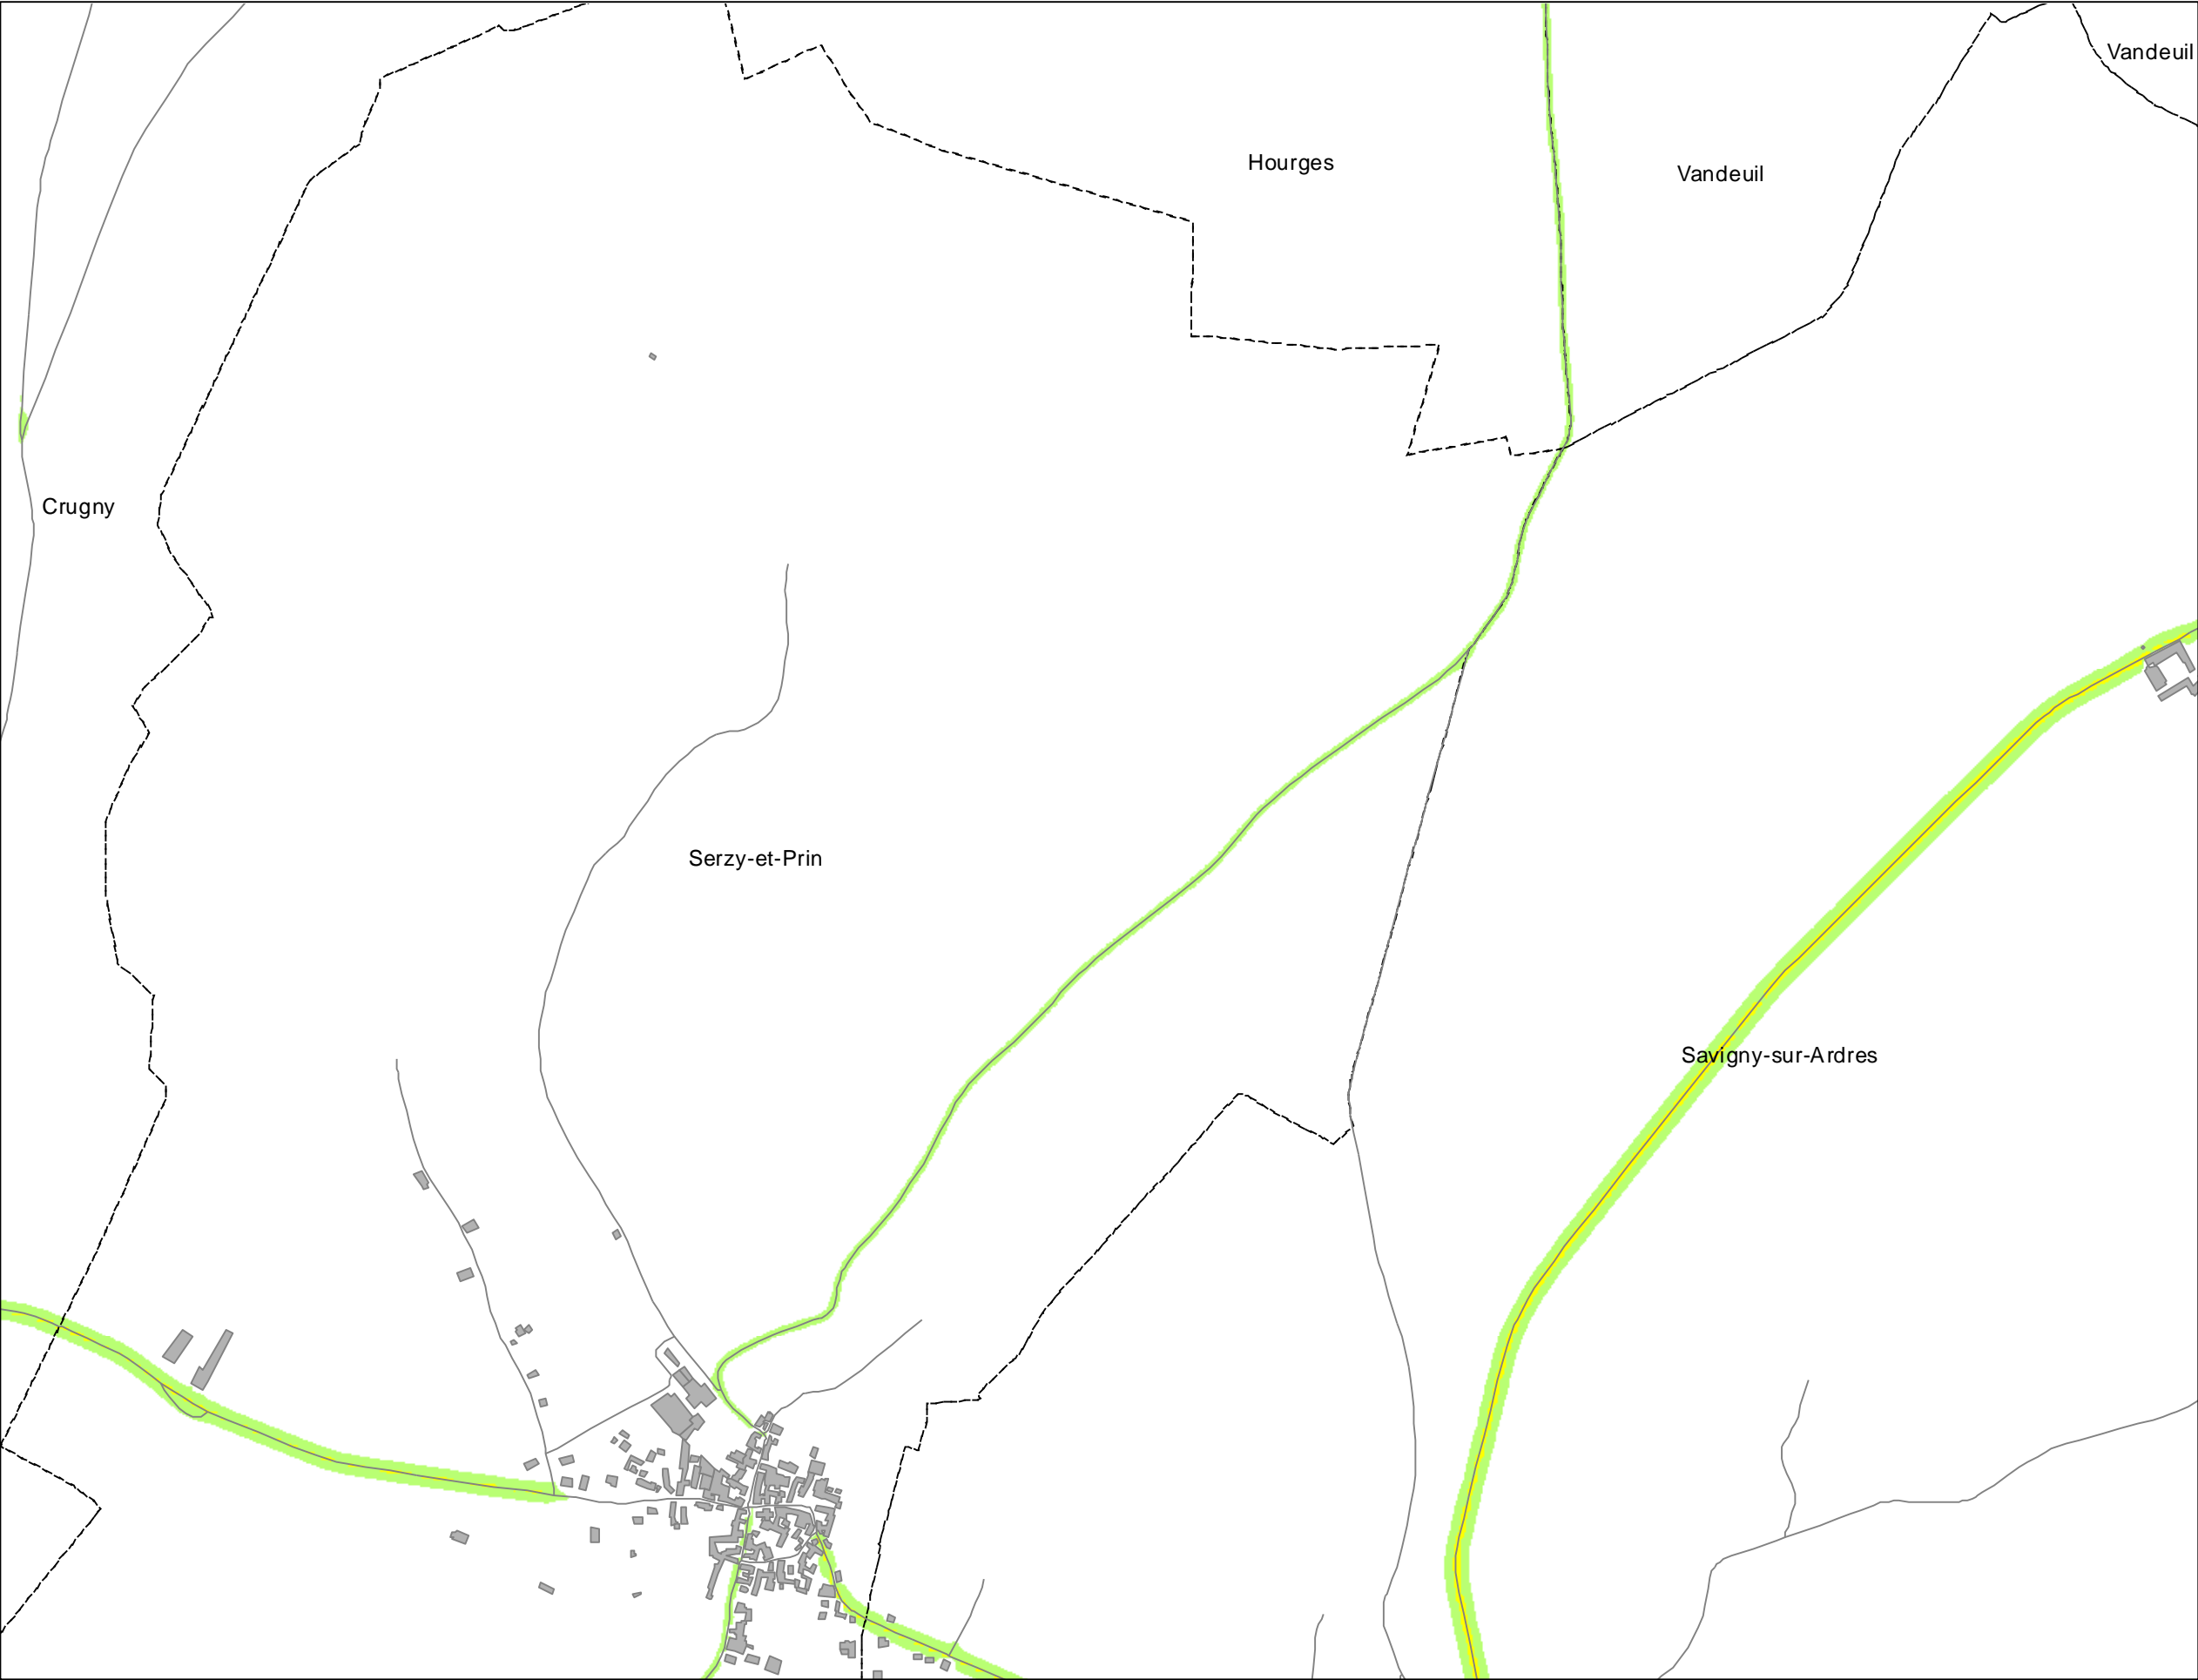 Vandeuil
Hourges
Vandeuil
Crugny
Serzy-et-Prin
Savigny-sur-Ardres